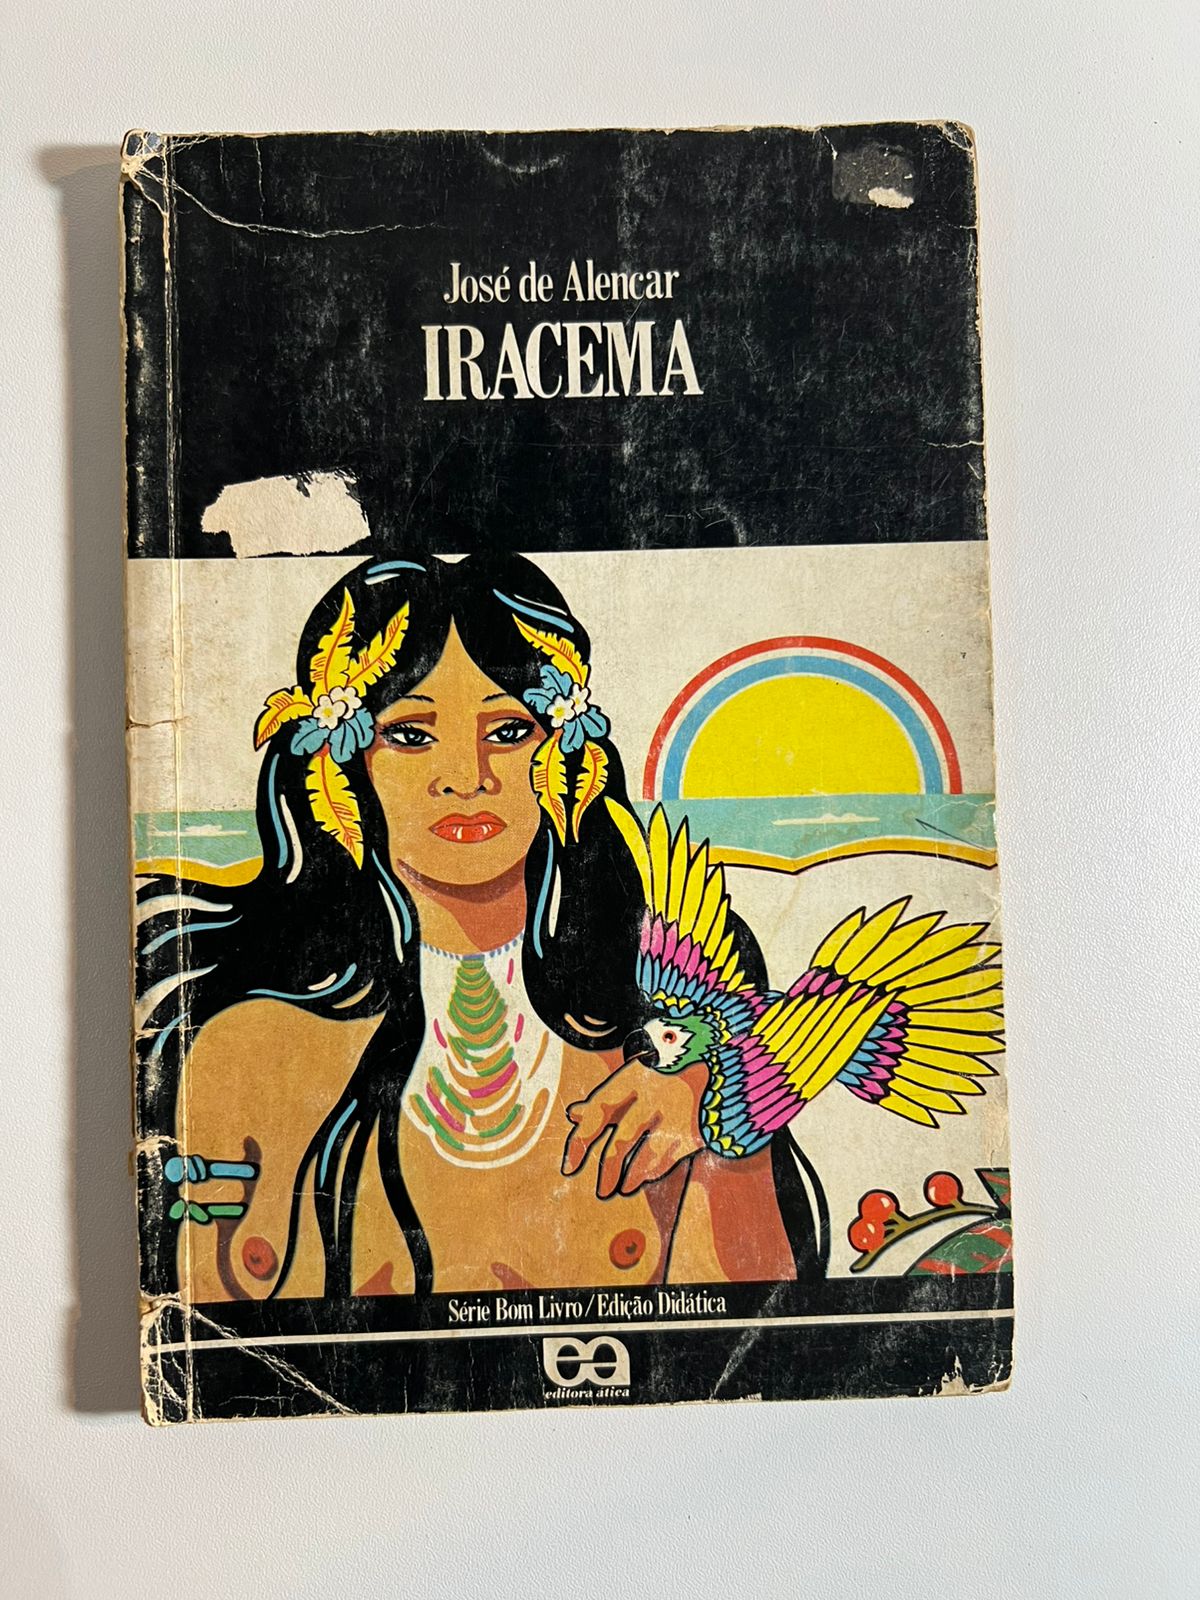 José de Alencar
IRACEMA
Série Bom Livro/Edição Didática
ea
editora ática